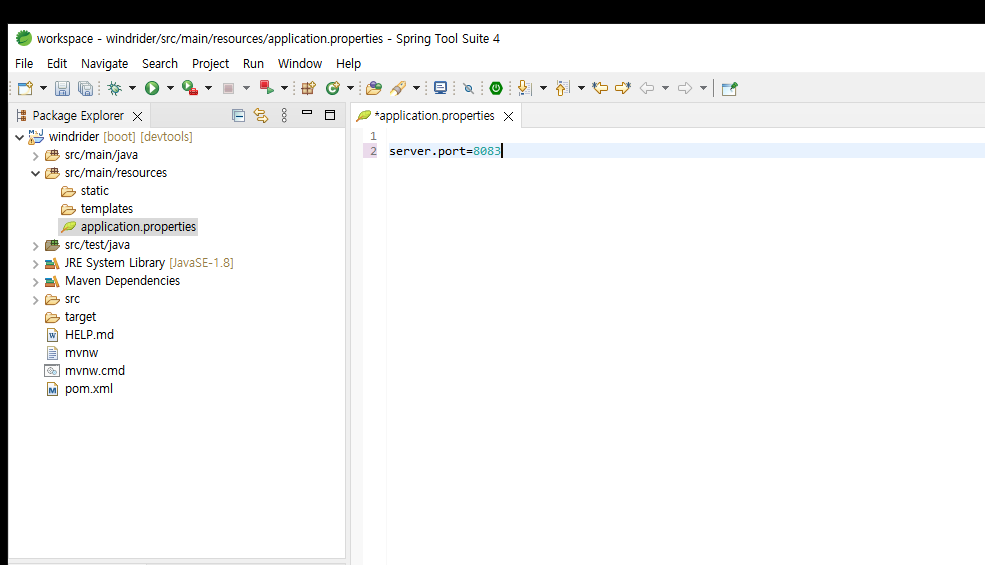 workspace - windrider/src/main/resources/application.properties - Spring Tool Suite 4
File Edit Navigate Search Project Run Window Help
Package Explorer
*application.properties
windrider [boot] [devtools]
src/main/java
src/main/resources
static
templates
application.properties
src/test/java
JRE System Library [JavaSE-1.8]
Maven Dependencies
src
target
HELP.md
mvnw
mvnw.cmd
pom.xml
1
2 server.port=8083